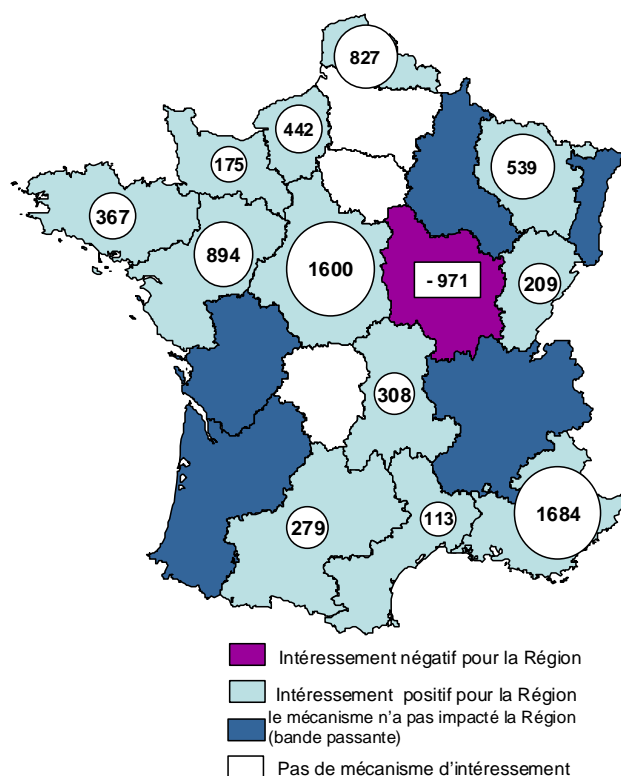 827
442
175
539
367
894
1600
- 971
209
308
279
113
1684
Intéressement négatif pour la Région
Intéressement positif pour la Région
le mécanisme n'a pas impacté la Région
(bande passante)
Pas de mécanisme d'intéressement